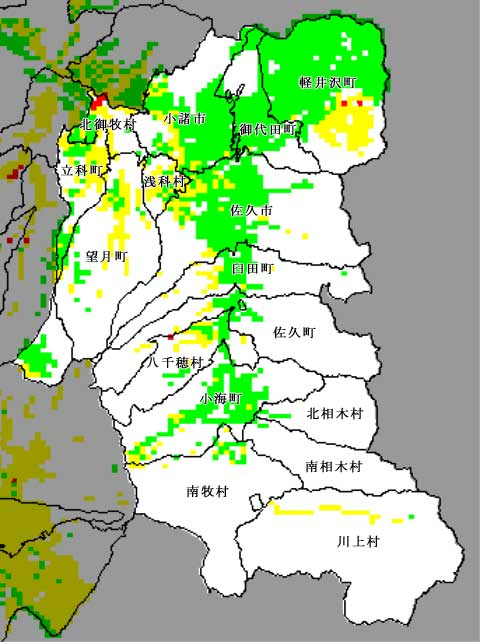 軽井沢町
小諸市
北御牧村
御代田町
立科町
浅科村
佐久市
望月町
臼田町
佐久町
八千穂村
小海町
北相木村
南相木村
南牧村
川上村